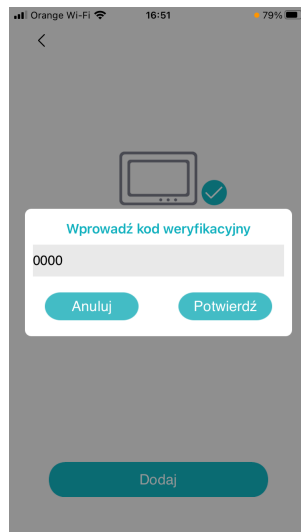 Orange Wi-Fi 16:51 79%
Wprowadź kod weryfikacyjny
0000
Anuluj Potwierdź
Dodaj